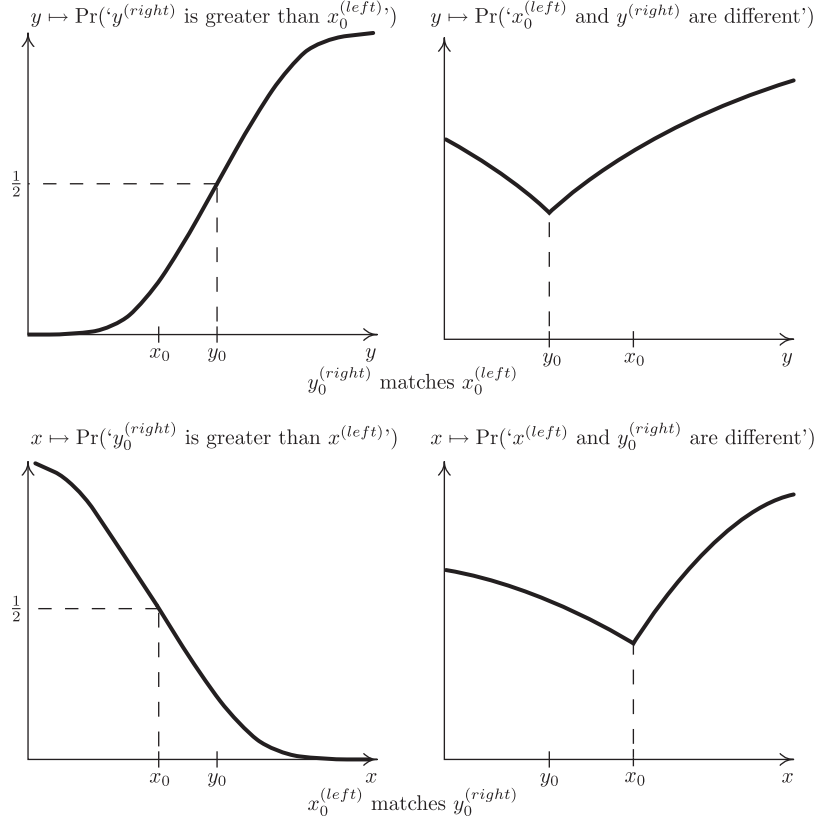 y ↦ Pr(‘y^{(right)} is greater than x_0^{(left)}’)
y ↦ Pr(‘x_0^{(left)} and y^{(right)} are different’)
1/2
x_0 y_0 y
y_0 x_0 y
y_0^{(right)} matches x_0^{(left)}
x ↦ Pr(‘y_0^{(right)} is greater than x^{(left)}’)
x ↦ Pr(‘x^{(left)} and y_0^{(right)} are different’)
1/2
x_0 y_0 x
y_0 x_0 x
x_0^{(left)} matches y_0^{(right)}